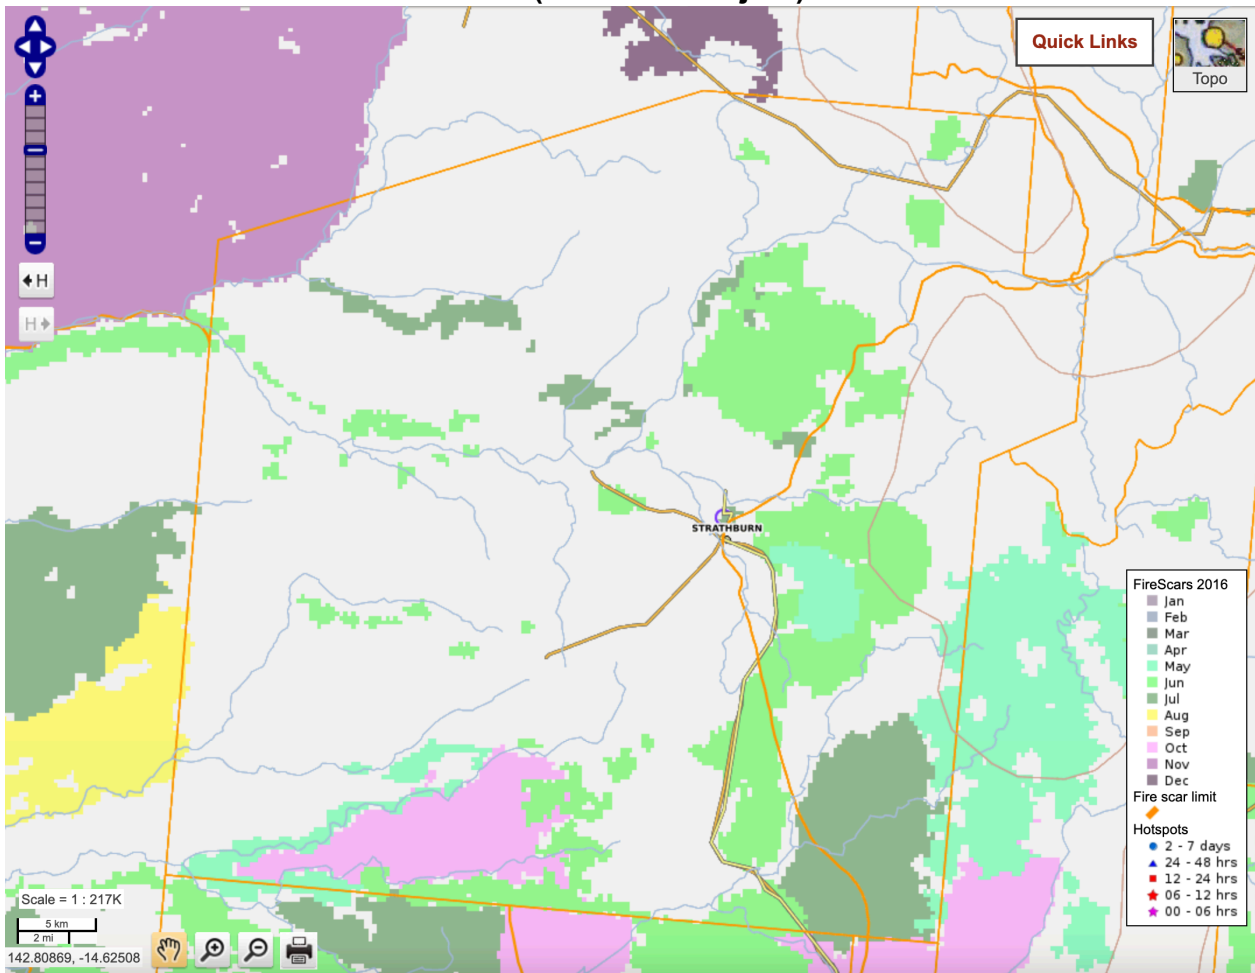 Quick Links
Topo
+
−
H
H
STRATHBURN
FireScars 2016
Jan
Feb
Mar
Apr
May
Jun
Jul
Aug
Sep
Oct
Nov
Dec
Fire scar limit
Hotspots
2 - 7 days
24 - 48 hrs
12 - 24 hrs
06 - 12 hrs
00 - 06 hrs
Scale = 1 : 217K
5 km
2 mi
142.80869, -14.62508